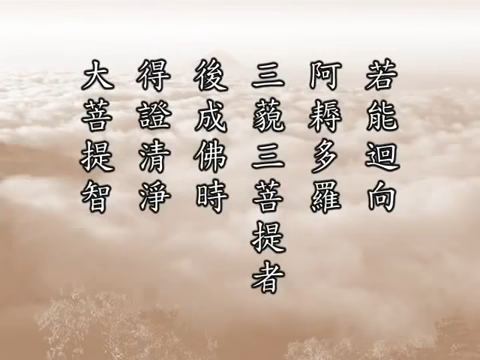 若能迴向
阿耨多羅
三藐三菩提者
後成佛時
得證清淨
大菩提智